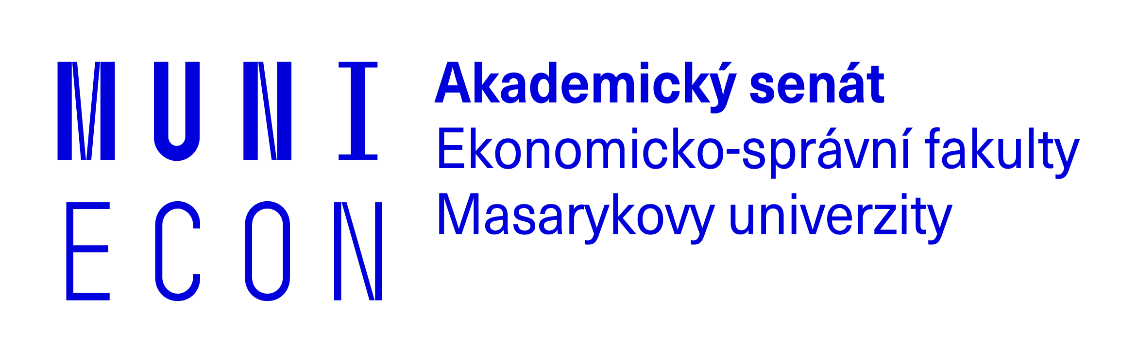 MUNI
ECON
Akademický senát
Ekonomicko-správní fakulty
Masarykovy univerzity